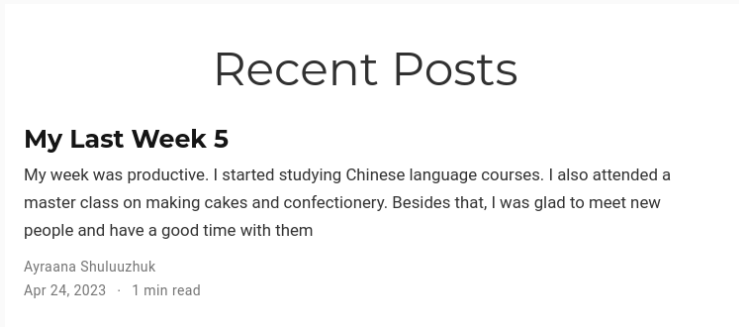 Recent Posts
My Last Week 5
My week was productive. I started studying Chinese language courses. I also attended a
master class on making cakes and confectionery. Besides that, I was glad to meet new
people and have a good time with them
Ayraana Shuluuzhuk
Apr 24, 2023 · 1 min read